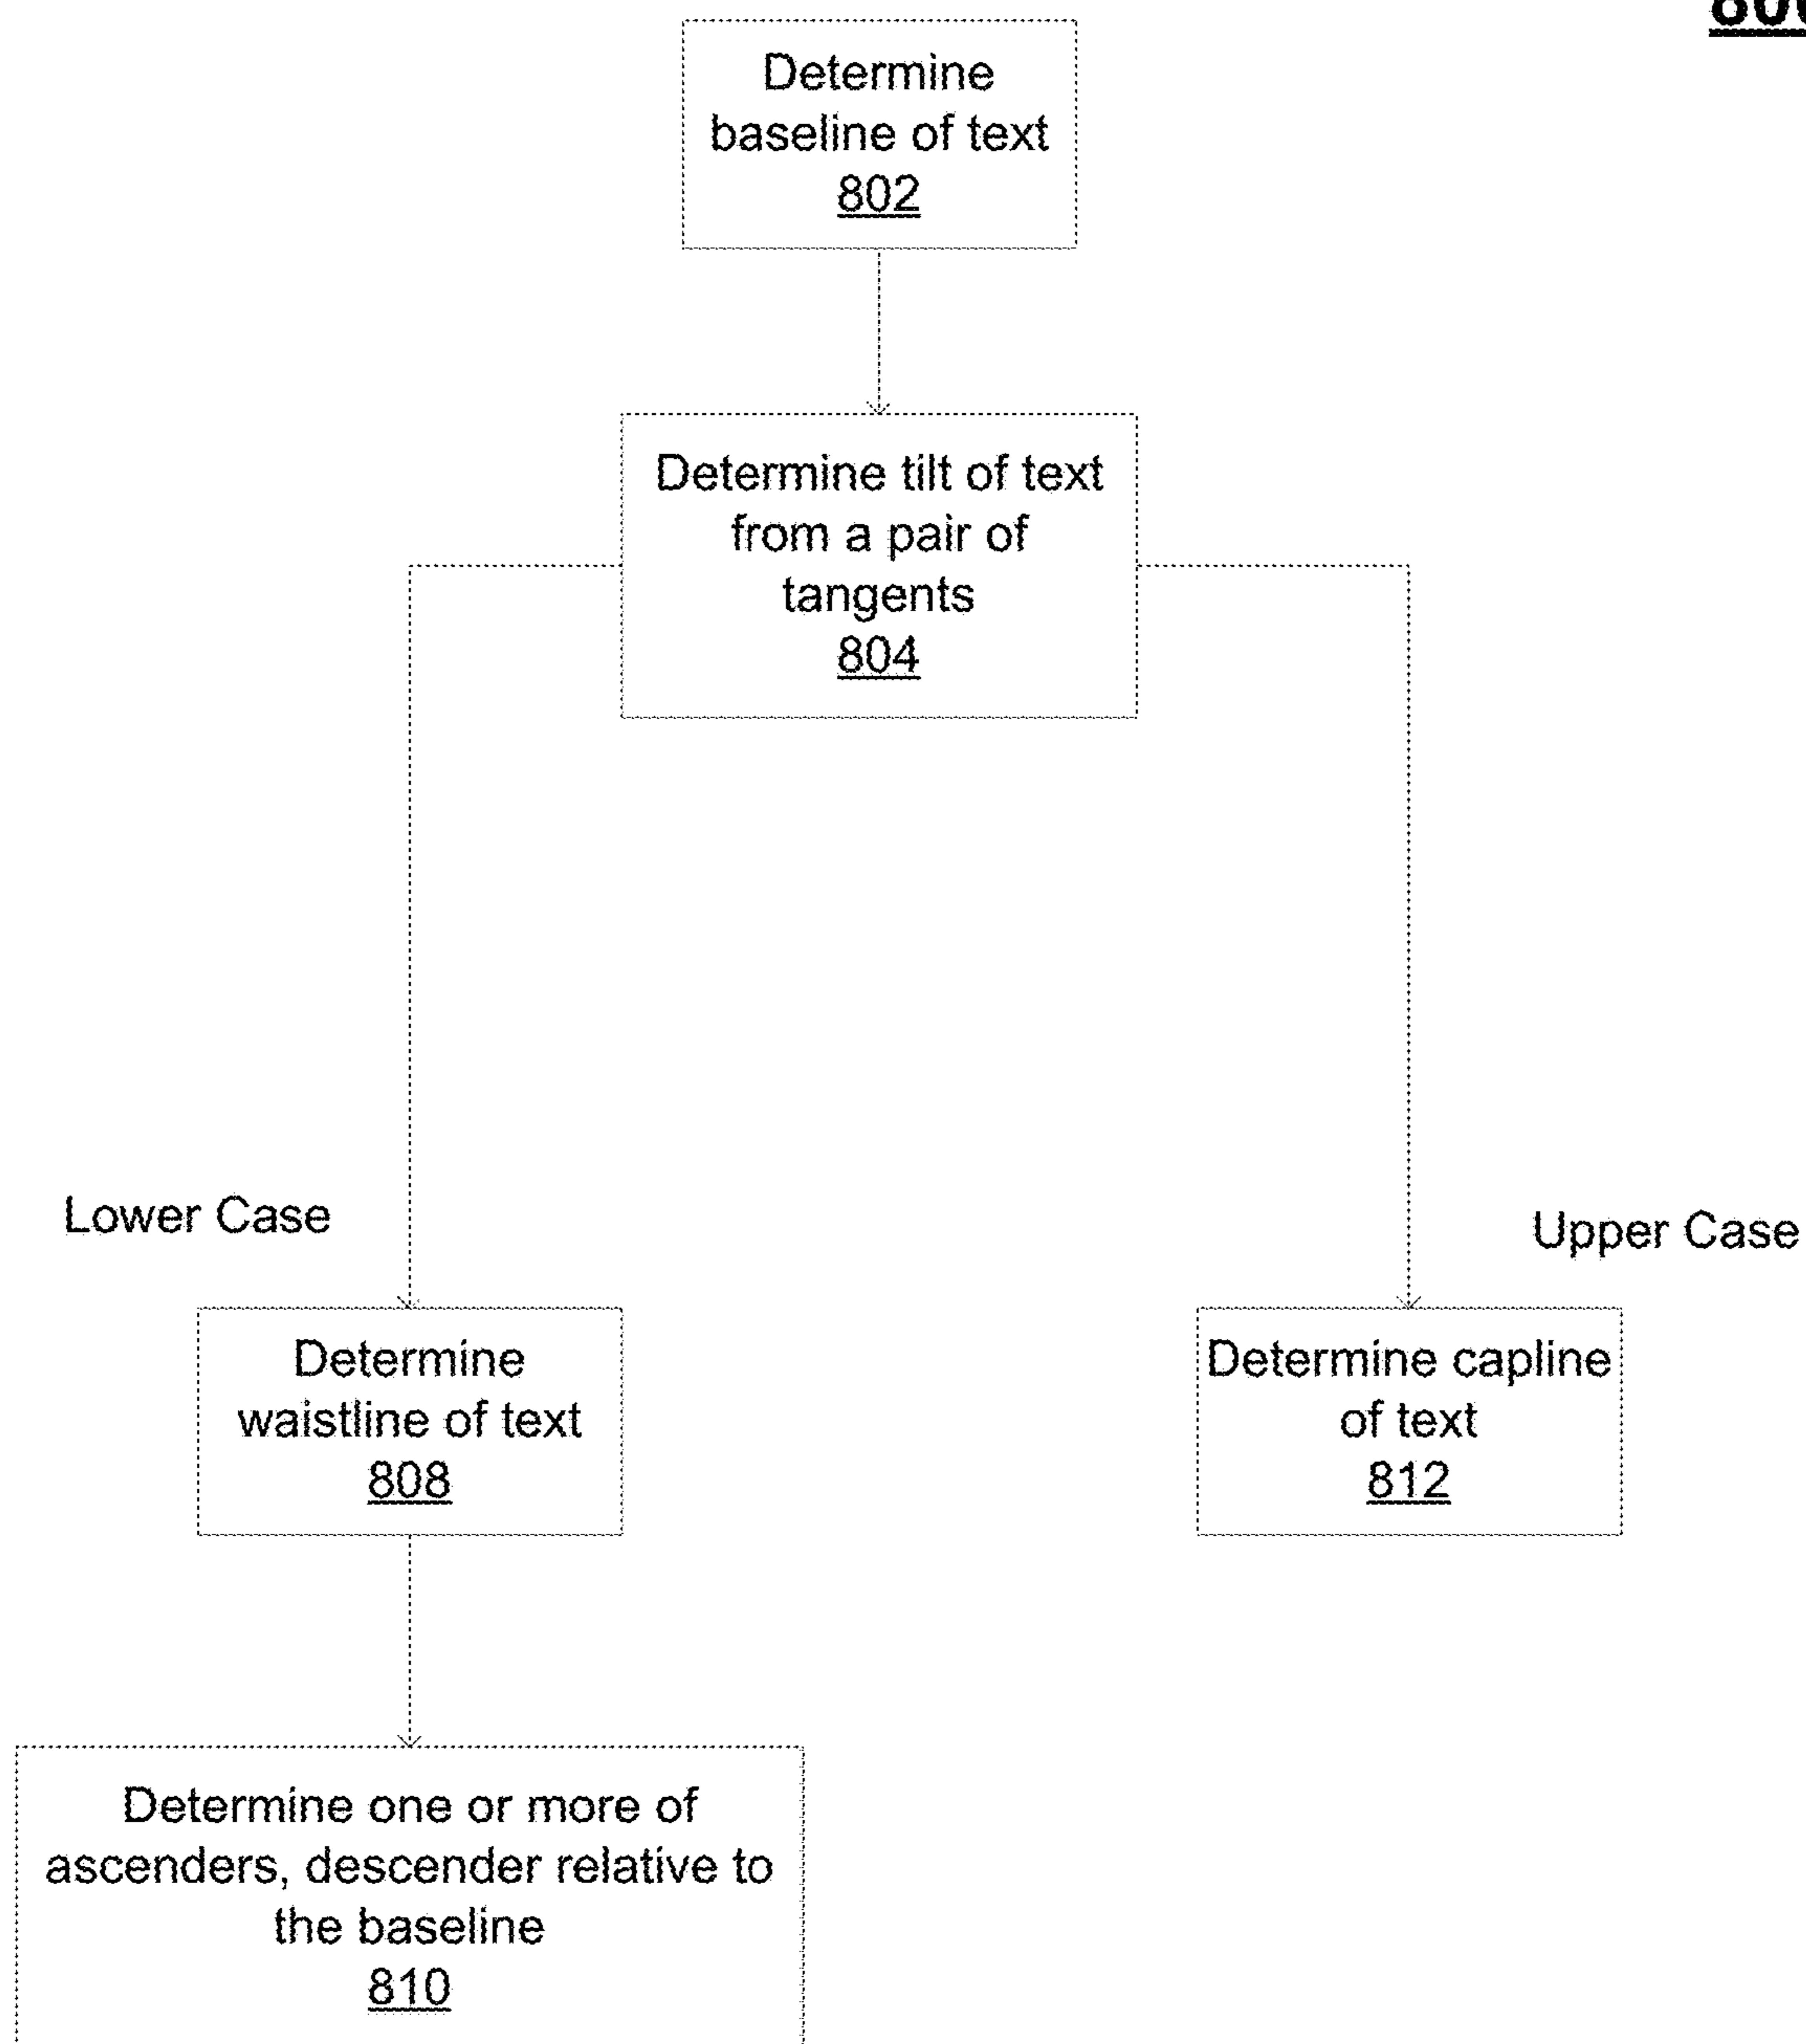 Determine
baseline of text
802
Determine tilt of text
from a pair of
tangents
804
Lower Case
Upper Case
Determine
waistline of text
808
Determine capline
of text
812
Determine one or more of
ascenders, descender relative to
the baseline
810